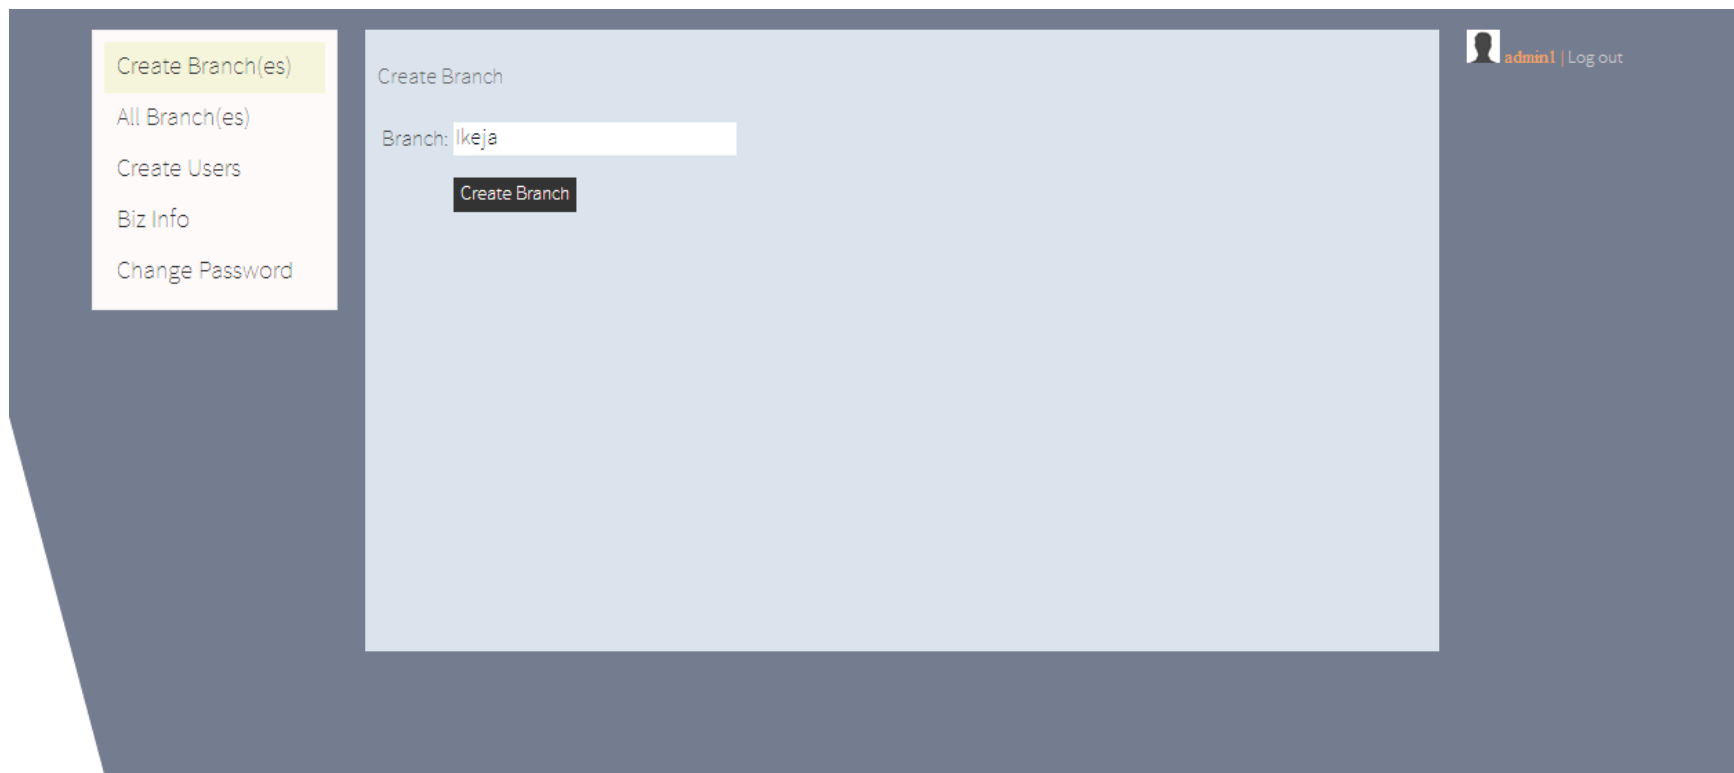 Create Branch(es)
All Branch(es)
Create Users
Biz Info
Change Password
Create Branch
Branch: Ikeja
Create Branch
admin1 | Log out